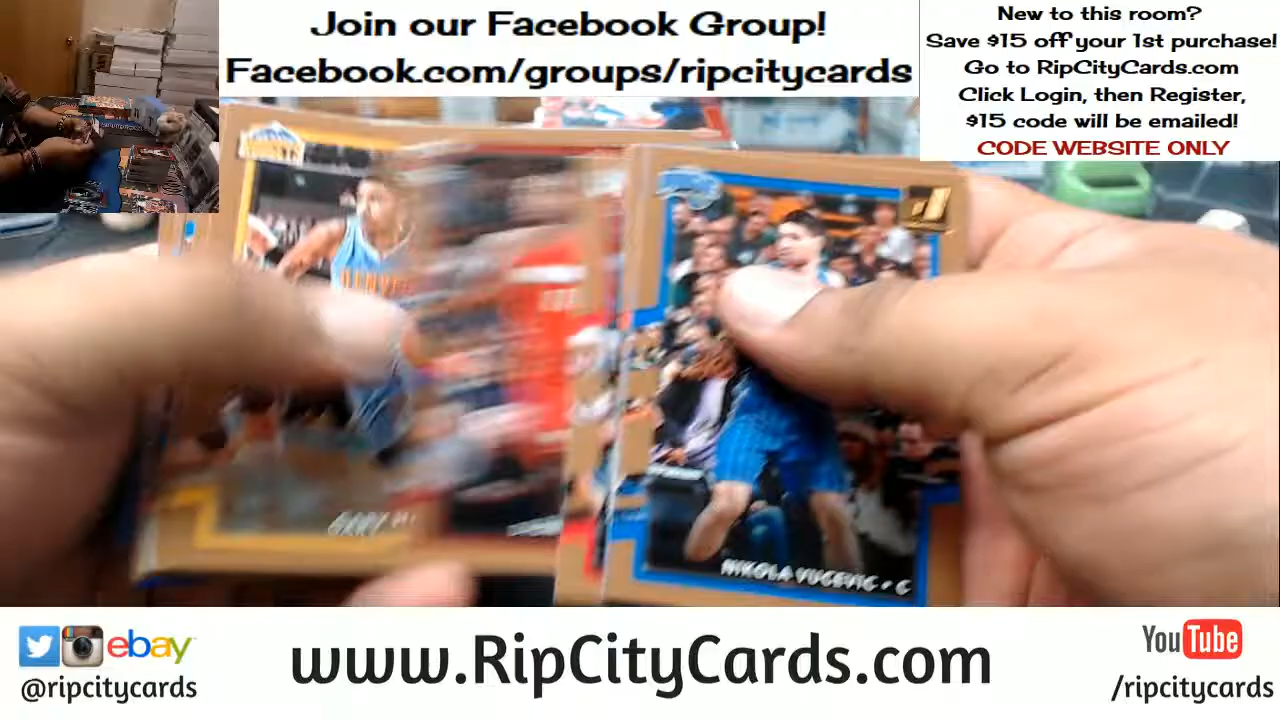 Join our Facebook Group!
Facebook.com/groups/ripcitycards
New to this room?
Save $15 off your 1st purchase!
Go to RipCityCards.com
Click Login, then Register,
$15 code will be emailed!
CODE WEBSITE ONLY
NIKOLA VUCEVIC • C
ebay
@ripcitycards
www.RipCityCards.com
YouTube
/ripcitycards